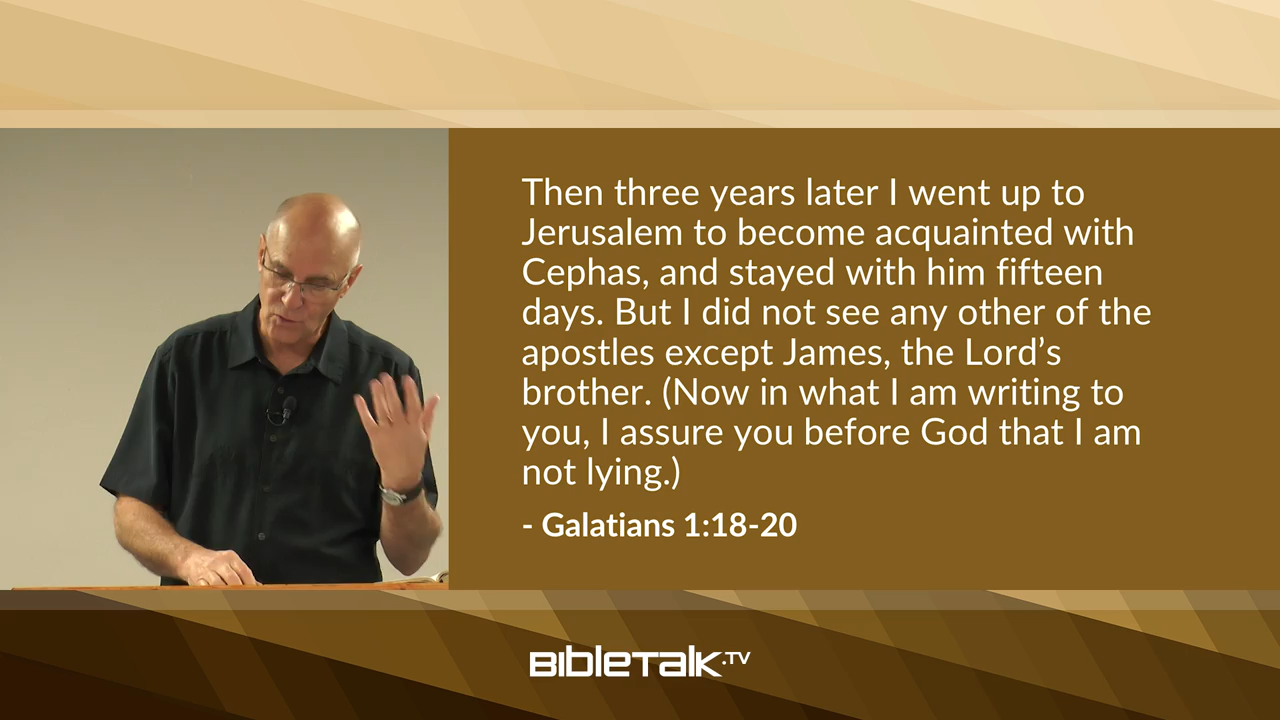 Then three years later I went up to
Jerusalem to become acquainted with
Cephas, and stayed with him fifteen
days. But I did not see any other of the
apostles except James, the Lord’s
brother. (Now in what I am writing to
you, I assure you before God that I am
not lying.)
- Galatians 1:18-20
BIBLETALK.TV